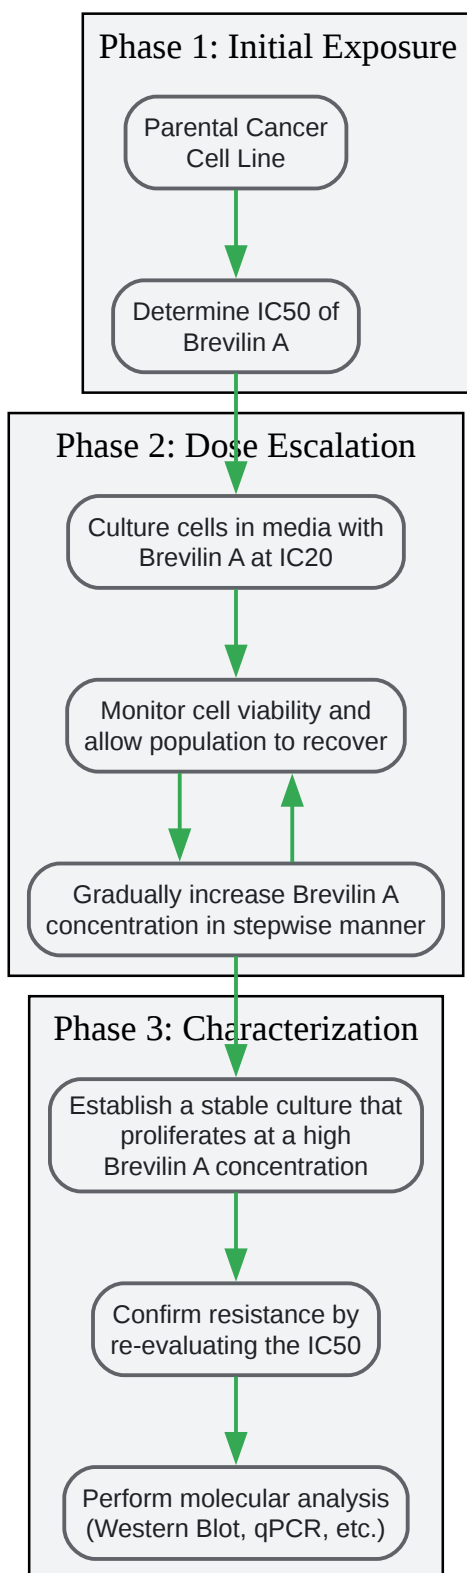 Phase 1: Initial Exposure
Parental Cancer
Cell Line
Determine IC50 of
Brevilin A
Phase 2: Dose Escalation
Culture cells in media with
Brevilin A at IC20
Monitor cell viability and
allow population to recover
Gradually increase Brevilin A
concentration in stepwise manner
Phase 3: Characterization
Establish a stable culture that
proliferates at a high
Brevilin A concentration
Confirm resistance by
re-evaluating the IC50
Perform molecular analysis
(Western Blot, qPCR, etc.)